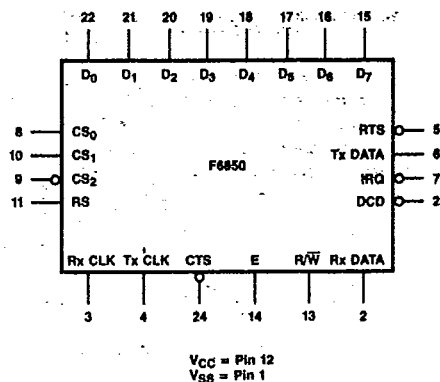 22 21 20 19 18 17 16 15
D0 D1 D2 D3 D4 D5 D6 D7
8 CS0 RTS 5
10 CS1 F6850 Tx DATA 6
9 CS2 IRQ 7
11 RS DCD 2
Rx CLK Tx CLK CTS E R/W̅ Rx DATA
3 4 24 14 13 2
VCC = Pin 12
VSS = Pin 1